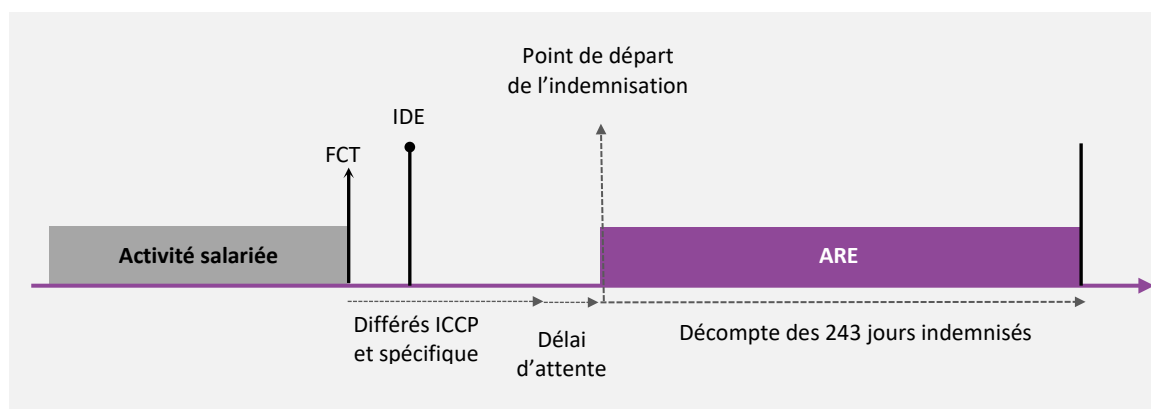 Point de départ
de l’indemnisation
IDE
FCT
Activité salariée
ARE
Différés ICCP
et spécifique
Délai
d’attente
Décompte des 243 jours indemnisés